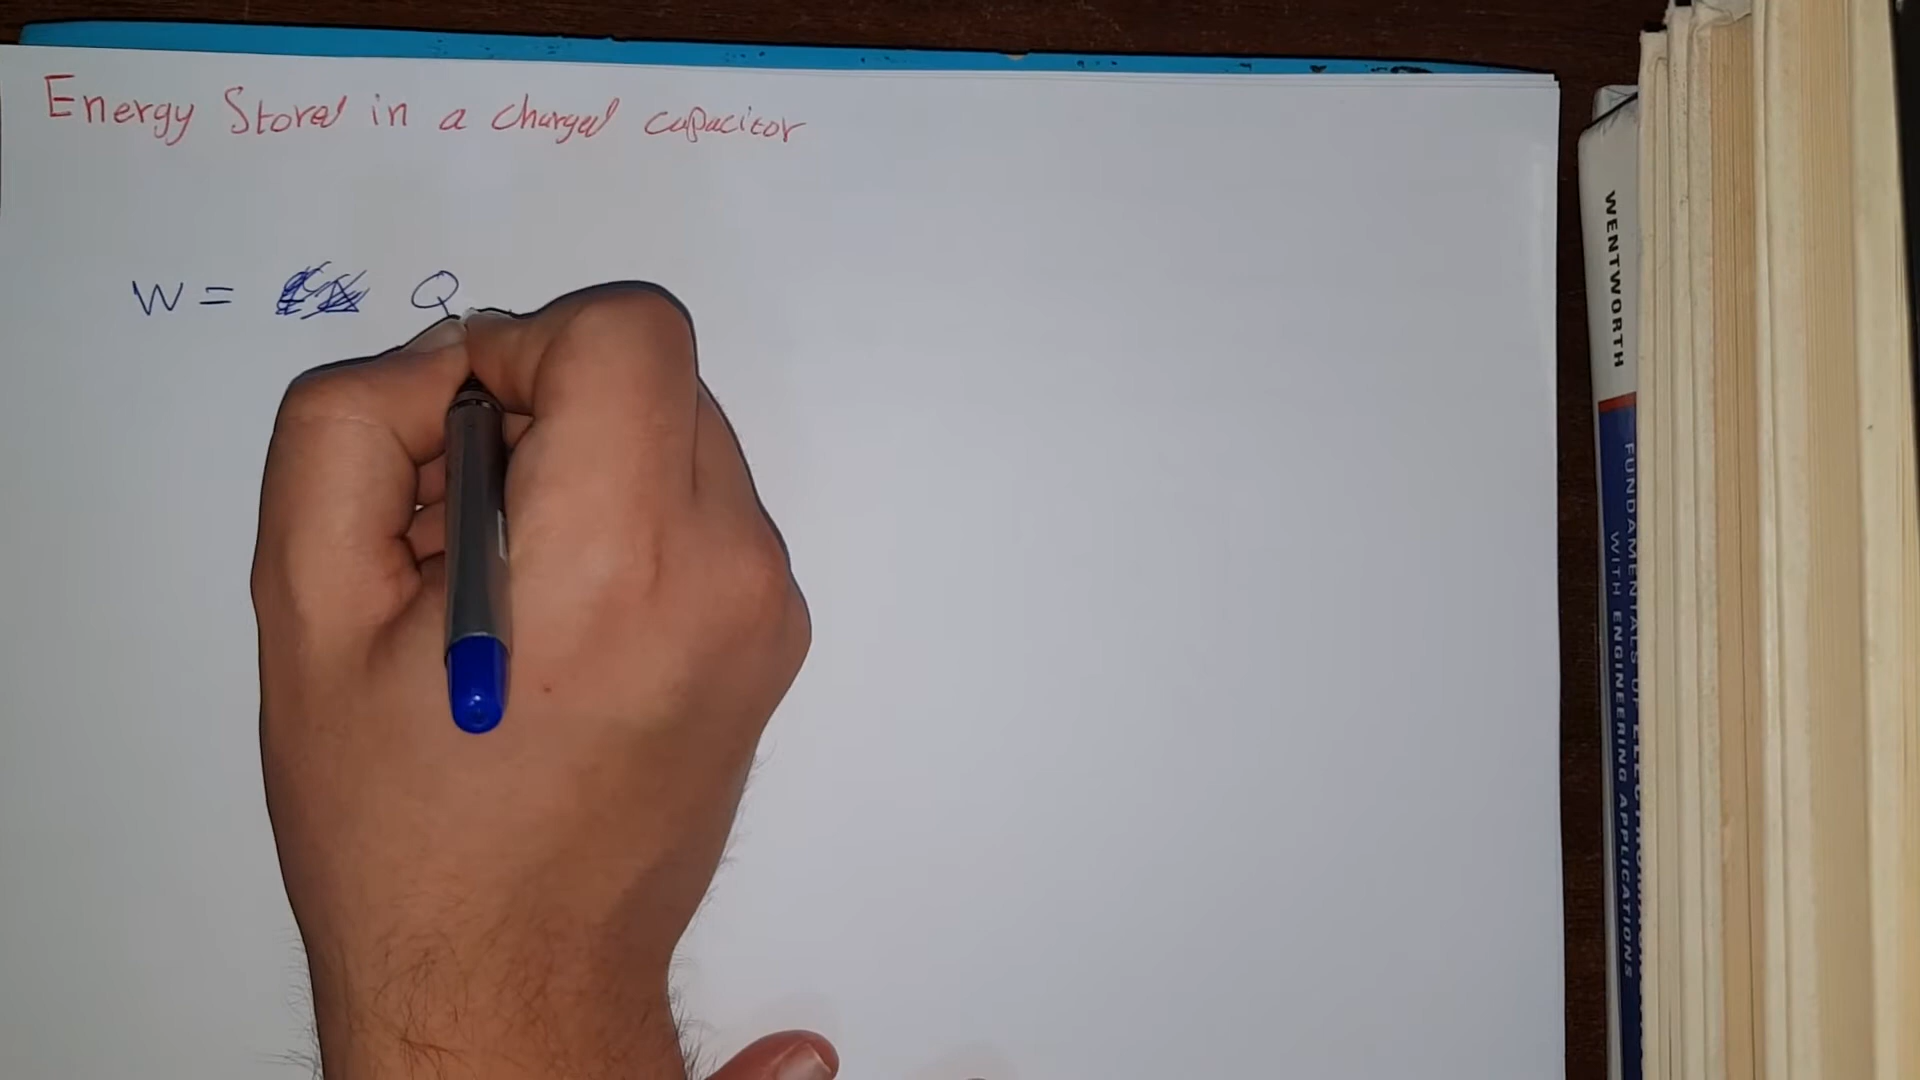 Energy Stored in a charged capacitor
W = Q
WENTWORTH
FUNDAMENTALS OF ELECTROMAGNETICS
WITH ENGINEERING APPLICATIONS